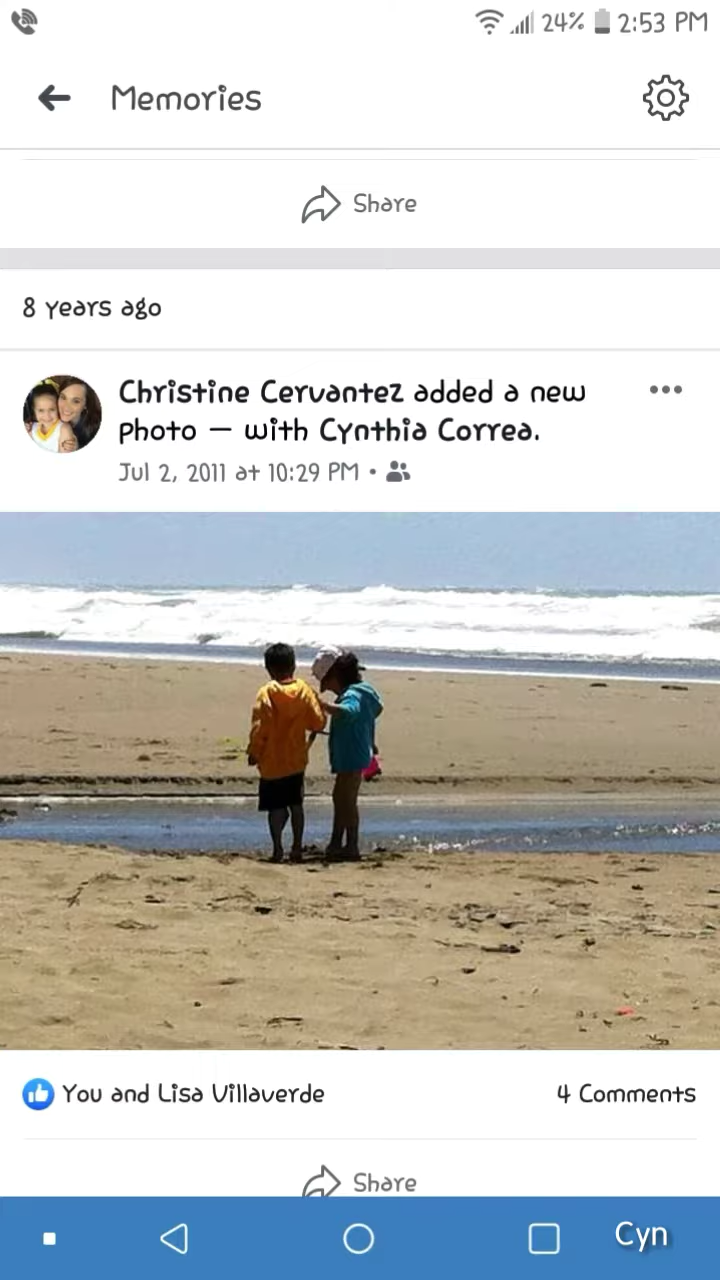 24% 2:53 PM
Memories
Share
8 years ago
Christine Cervantez added a new
Photo — with Cynthia Correa.
Jul 2, 2011 at 10:29 PM •
You and Lisa Villaverde 4 Comments
Share
Cyn